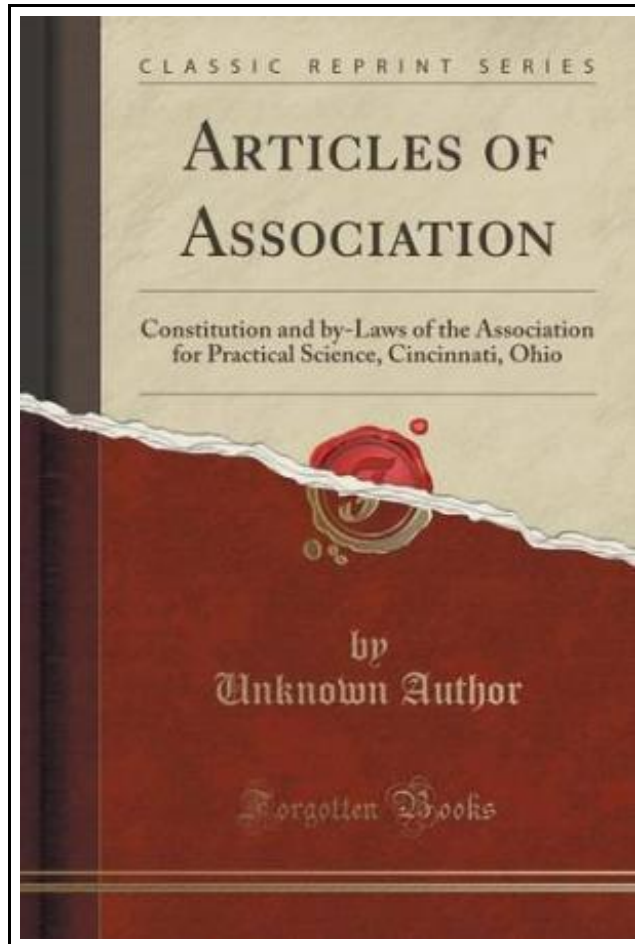 CLASSIC REPRINT SERIES
ARTICLES OF
ASSOCIATION
Constitution and by-Laws of the Association
for Practical Science, Cincinnati, Ohio
F
by
Unknown Author
Forgotten Books